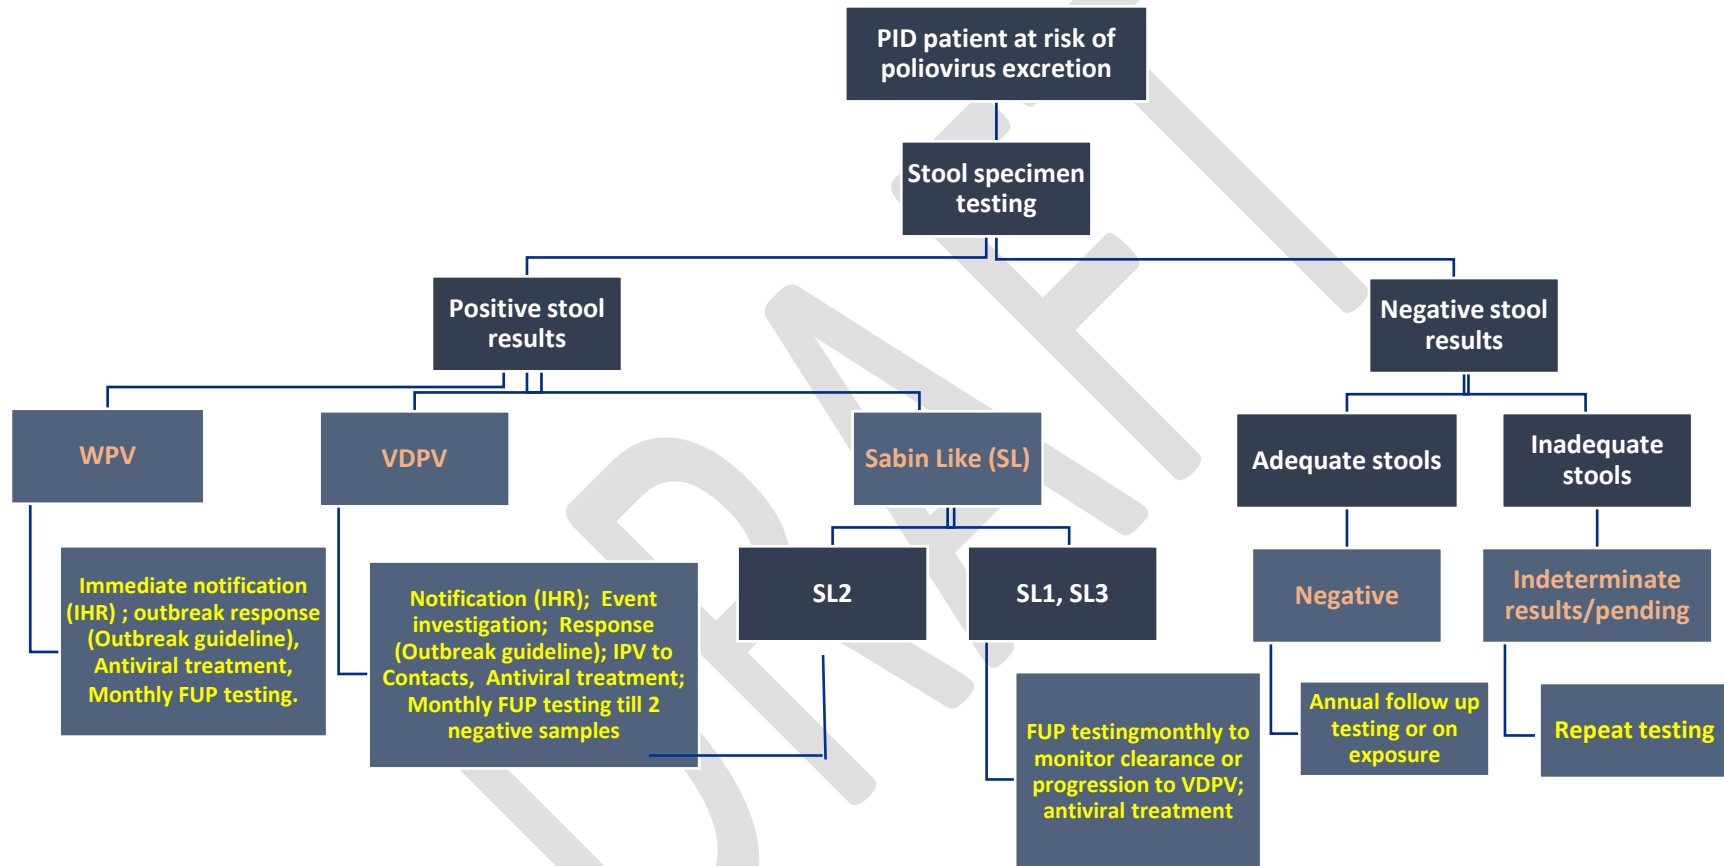 PID patient at risk of
poliovirus excretion
Stool specimen
testing
Positive stool
results
Negative stool
results
WPV
VDPV
Sabin Like (SL)
Adequate stools
Inadequate
stools
Immediate notification
(IHR) ; outbreak response
(Outbreak guideline),
Antiviral treatment,
Monthly FUP testing.
Notification (IHR);  Event
investigation;  Response
(Outbreak guideline); IPV to
Contacts,  Antiviral treatment;
Monthly FUP testing till 2
negative samples
SL2
SL1, SL3
Negative
Indeterminate
results/pending
FUP testingmonthly to
monitor clearance or
progression to VDPV;
antiviral treatment
Annual follow up
testing or on
exposure
Repeat testing
DRAFT